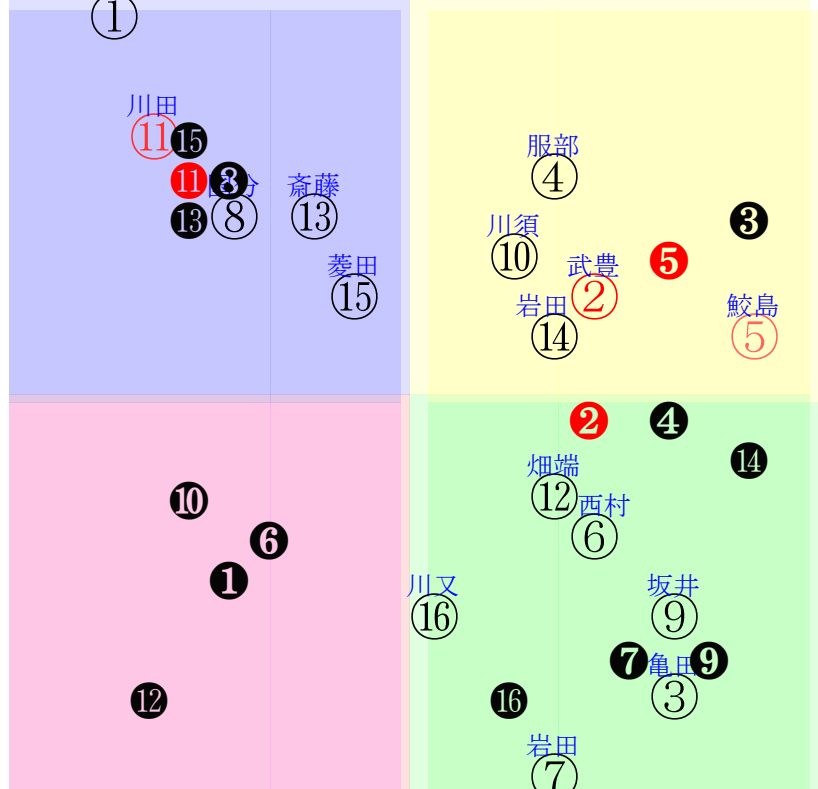 ①
川田
⑪
⓯
⓫
❽
⓭
⑧
斎藤
⑬
菱田
⑮
服部
④
川須
⑩
武豊
②
岩田
⑭
❸
❺
鮫島
⑤
❷
❹
⓮
畑端
⑫
西村
⑥
❿
❻
❶
⓬
川又
⑯
坂井
⑨
❼
亀田
❾
③
⓰
岩田
⑦